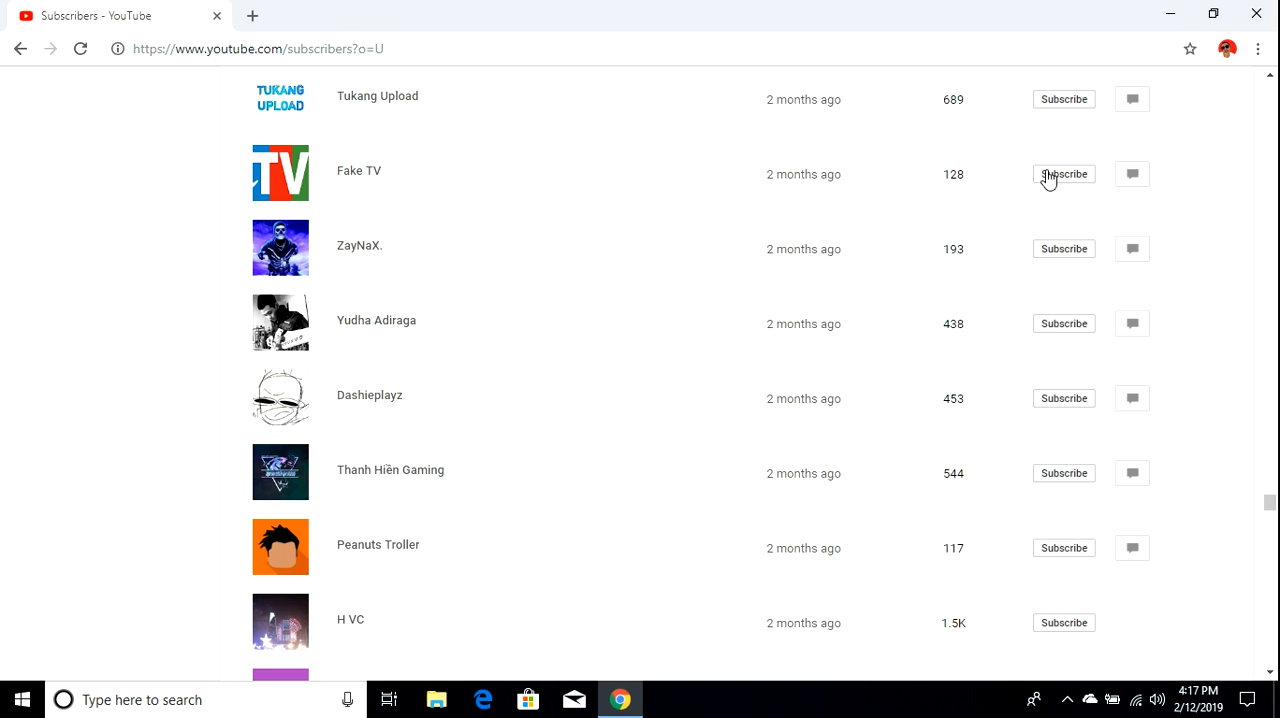 Subscribers - YouTube
https://www.youtube.com/subscribers?o=U
TUKANG
UPLOAD
Tukang Upload
2 months ago
689
Subscribe
TV
Fake TV
2 months ago
128
Subscribe
ZayNaX.
2 months ago
193
Subscribe
Yudha Adiraga
2 months ago
438
Subscribe
Dashieplayz
2 months ago
453
Subscribe
Thanh Hiền Gaming
2 months ago
544
Subscribe
Peanuts Troller
2 months ago
117
Subscribe
H VC
2 months ago
1.5K
Subscribe
Type here to search
4:17 PM
2/12/2019